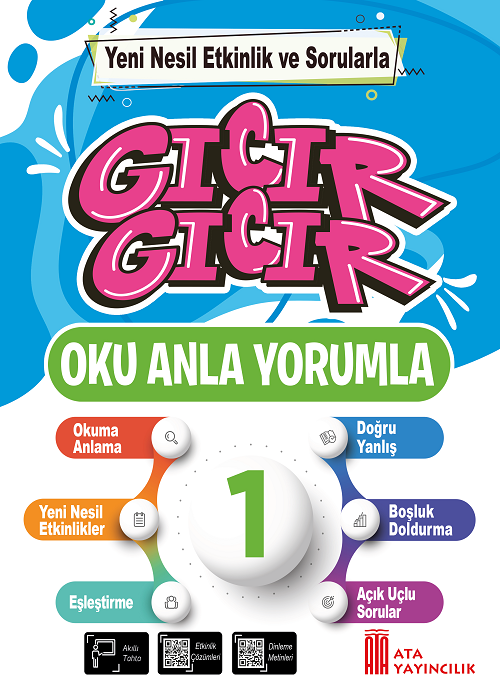 Yeni Nesil Etkinlik ve Sorularla
GICIR
GICIR
OKU ANLA YORUMLA
Okuma
Anlama
Doğru
Yanlış
1
Yeni Nesil
Etkinlikler
Boşluk
Doldurma
Eşleştirme
Açık Uçlu
Sorular
Akıllı
Tahta
Etkinlik
Çözümleri
Dinleme
Metinleri
ATA
ATA
YAYINCILIK